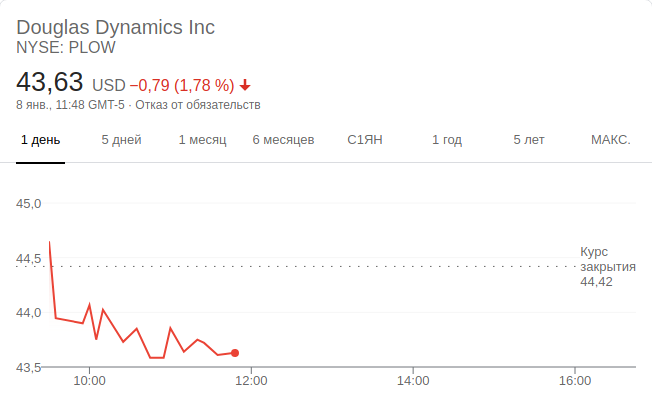 Douglas Dynamics Inc
NYSE: PLOW
43,63 USD −0,79 (1,78 %)
8 янв., 11:48 GMT-5 · Отказ от обязательств
1 день 5 дней 1 месяц 6 месяцев С1ЯН 1 год 5 лет МАКС.
45,0
44,5
44,0
43,5
Курс
закрытия
44,42
10:00 12:00 14:00 16:00